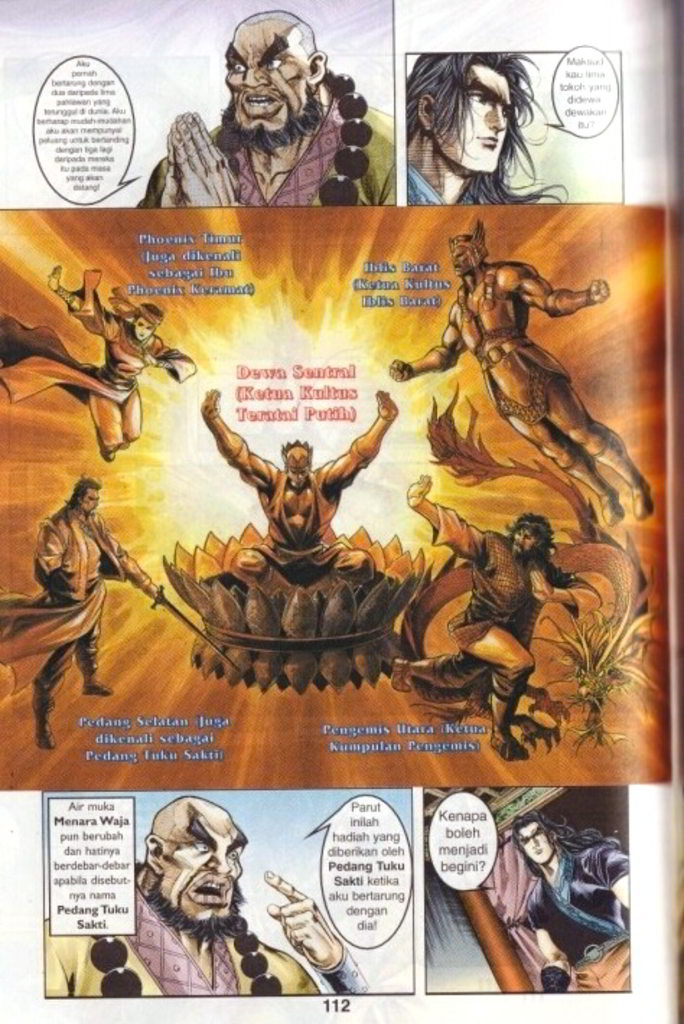 Aku
pernah
bertarung dengan
dua daripada lima
pahlawan yang
terunggul di dunia. Aku
berharap mudah-mudahan
aku akan mempunyai
peluang untuk
bertarung dengan
tiga lagi
daripada mereka
itu pada masa
yang akan
datang!
Maksud
kau lima
tokoh yang
didewa
dewakan
itu?
Phoenix Timur
(Juga dikenali
sebagai Ibu
Phoenix Keramat)
Iblis Barat
(Ketua Kultus
Iblis Barat)
Dewa Sentral
(Ketua Kultus
Teratai Putih)
Pedang Selatan (Juga
dikenali sebagai
Pedang Tuku Sakti)
Pengemis Utara (Ketua
Kumpulan Pengemis)
Air muka
Menara Waja
pun berubah
dan hatinya
berdebar-debar
apabila disebut-
nya nama
Pedang Tuku
Sakti.
Parut
inilah
hadiah yang
diberikan oleh
Pedang Tuku
Sakti ketika
aku bertarung
dengan
dia!
Kenapa
boleh
menjadi
begini?
112